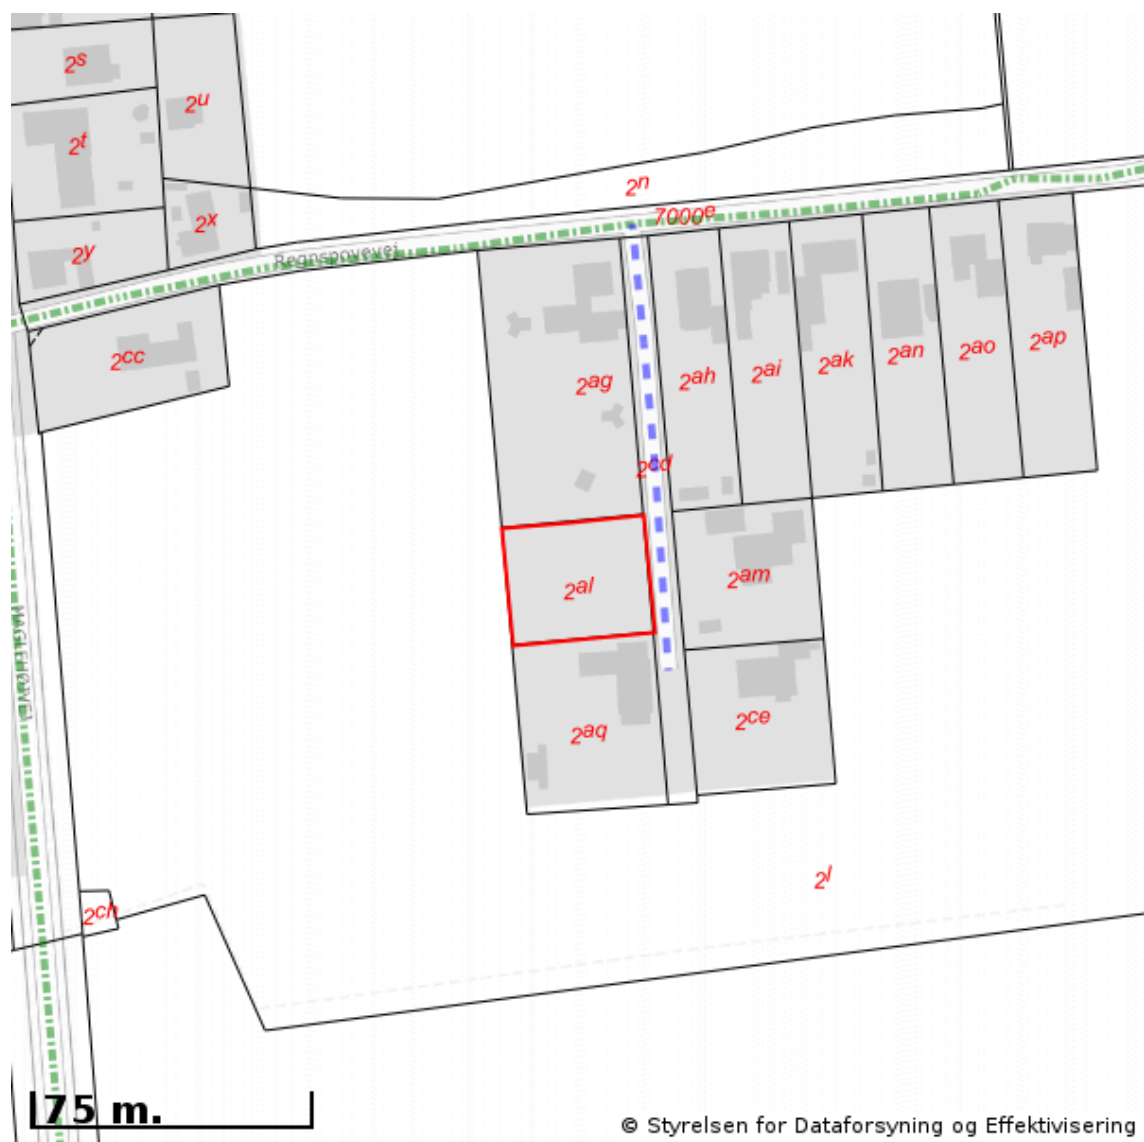 2s
2u
2t
2n
7000e
2x
2y
Regnspovevej
2cc
2ag
2ah
2ai
2ak
2an
2ao
2ap
2cd
2al
2am
2aq
2ce
2l
2ch
75 m.
© Styrelsen for Dataforsyning og Effektivisering